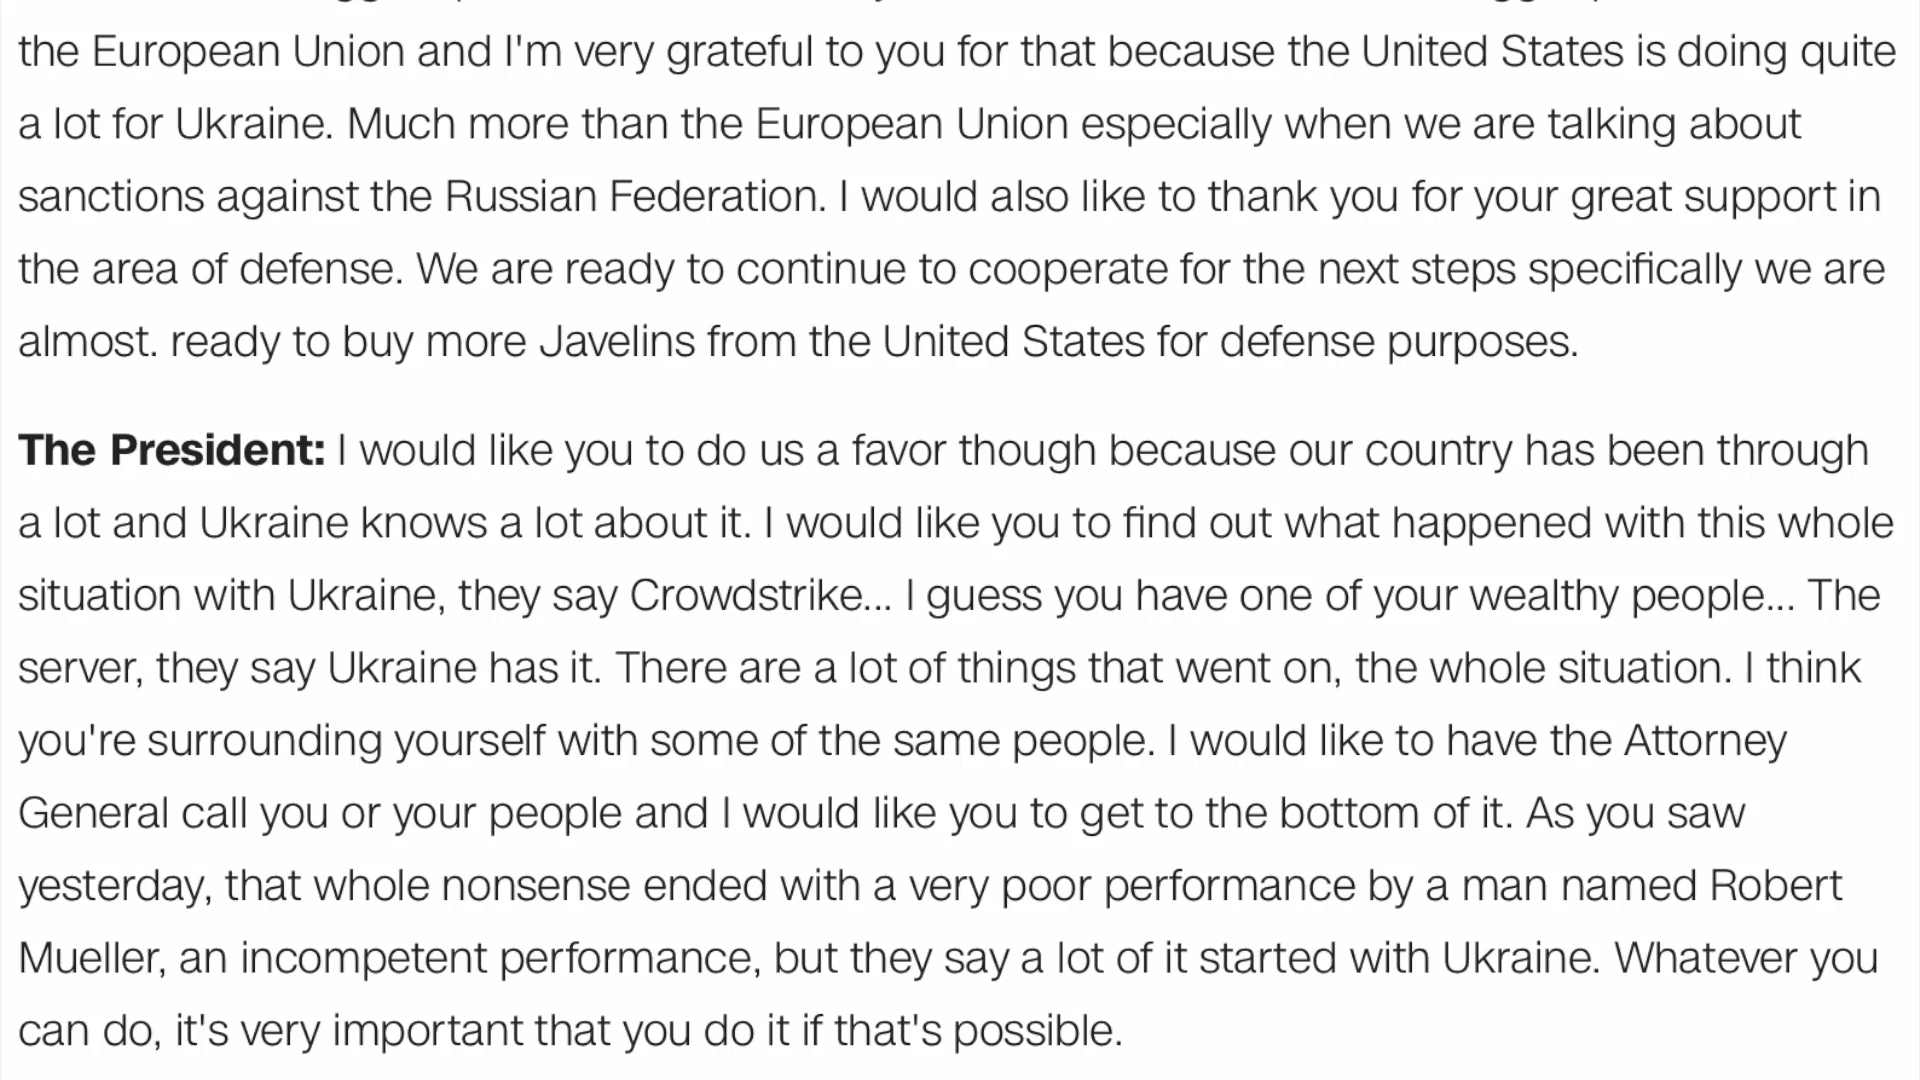 the European Union and I'm very grateful to you for that because the United States is doing quite
a lot for Ukraine. Much more than the European Union especially when we are talking about
sanctions against the Russian Federation. I would also like to thank you for your great support in
the area of defense. We are ready to continue to cooperate for the next steps specifically we are
almost. ready to buy more Javelins from the United States for defense purposes.
The President: I would like you to do us a favor though because our country has been through
a lot and Ukraine knows a lot about it. I would like you to find out what happened with this whole
situation with Ukraine, they say Crowdstrike... I guess you have one of your wealthy people... The
server, they say Ukraine has it. There are a lot of things that went on, the whole situation. I think
you're surrounding yourself with some of the same people. I would like to have the Attorney
General call you or your people and I would like you to get to the bottom of it. As you saw
yesterday, that whole nonsense ended with a very poor performance by a man named Robert
Mueller, an incompetent performance, but they say a lot of it started with Ukraine. Whatever you
can do, it's very important that you do it if that's possible.